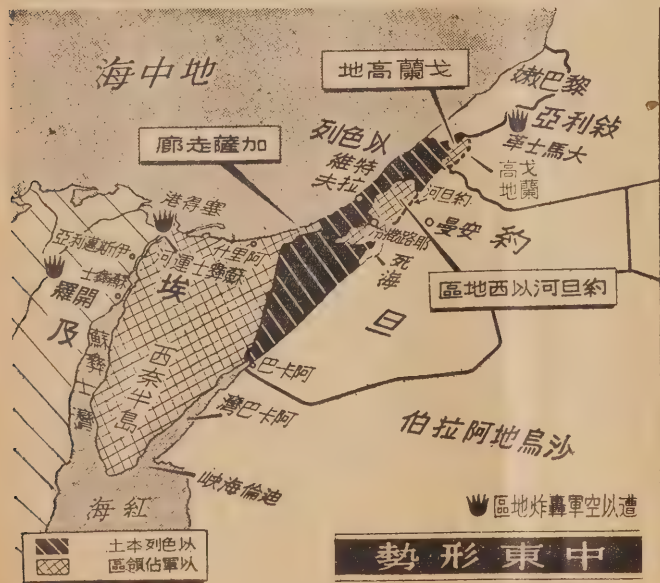 地中海
戈蘭高地
黎巴嫩
敍利亞
大馬士革
戈蘭
高地
加薩走廊
以色列
特拉
維夫
約旦河
安曼
約旦
耶路撒冷
死海
約旦河以西地區
塞得港
阿里什
蘇彝士運河
伊斯邁利亞
蘇彝士
開羅
埃及
蘇彝士灣
西奈半島
阿卡巴
阿卡巴灣
沙烏地阿拉伯
迪倫海峽
紅海
遭以空軍轟炸地區
以色列本土
以軍佔領區
中東形勢